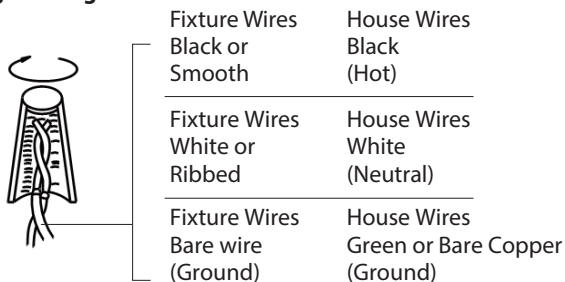 Fixture Wires House Wires
Black or Black
Smooth (Hot)
Fixture Wires House Wires
White or White
Ribbed (Neutral)
Fixture Wires House Wires
Bare wire Green or Bare Copper
(Ground) (Ground)